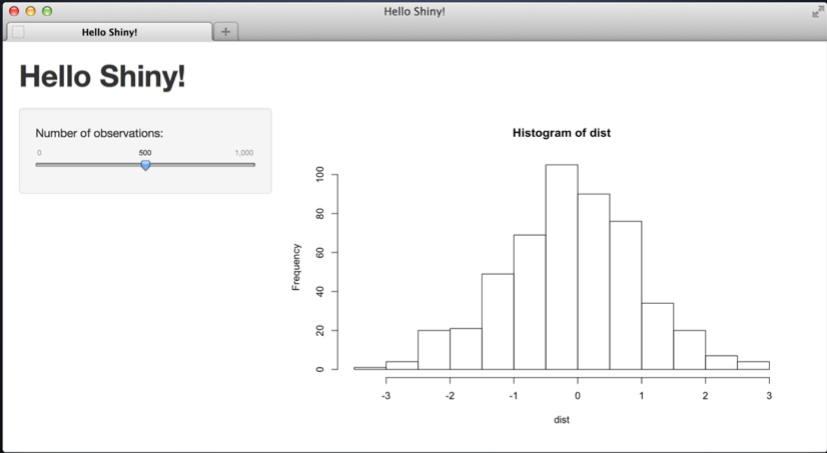 Hello Shiny!
Hello Shiny!
Hello Shiny!
Number of observations:
0 500 1,000
Histogram of dist
Frequency
100
80
60
40
20
0
-3 -2 -1 0 1 2 3
dist